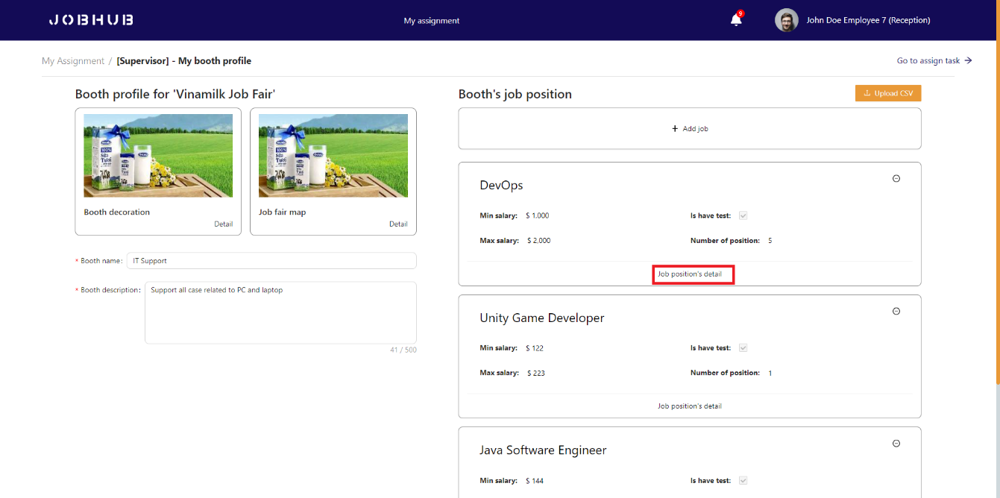 JOBHUB
My assignment
9
John Doe Employee 7 (Reception)
My Assignment / [Supervisor] - My booth profile
Go to assign task
Booth profile for 'Vinamilk Job Fair'
Booth decoration
Detail
Job fair map
Detail
* Booth name: IT Support
* Booth description: Support all case related to PC and laptop
41 / 500
Booth's job position
Upload CSV
+ Add job
DevOps
Min salary: $ 1.000
Is have test:
Max salary: $ 2,000
Number of position: 5
Job position's detail
Unity Game Developer
Min salary: $ 122
Is have test:
Max salary: $ 223
Number of position: 1
Job position's detail
Java Software Engineer
Min salary: $ 144
Is have test: